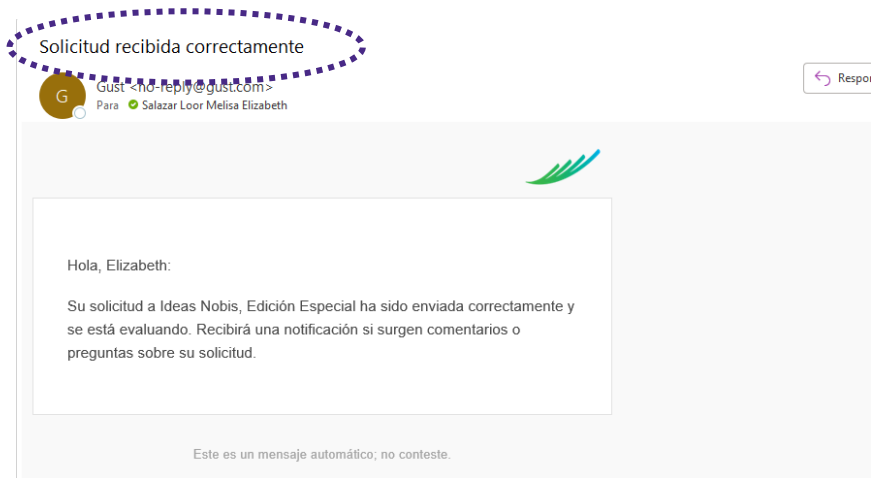 Solicitud recibida correctamente
G
Gust <no-reply@gust.com>
Para Salazar Loor Melisa Elizabeth
Respon
Hola, Elizabeth:
Su solicitud a Ideas Nobis, Edición Especial ha sido enviada correctamente y
se está evaluando. Recibirá una notificación si surgen comentarios o
preguntas sobre su solicitud.
Este es un mensaje automático; no conteste.